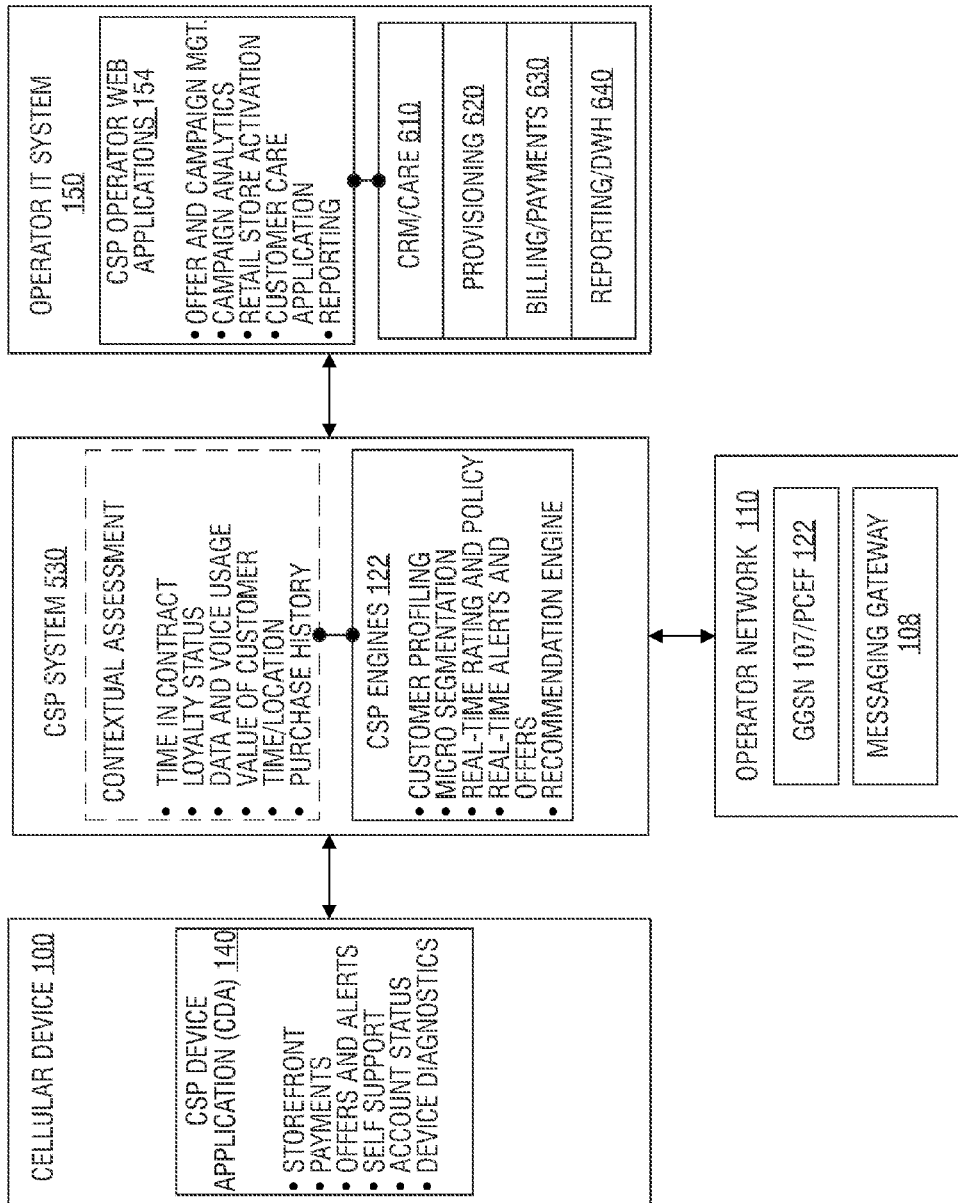 CELLULAR DEVICE 100
CSP DEVICE
APPLICATION (CDA) 140
• STOREFRONT
• PAYMENTS
• OFFERS AND ALERTS
• SELF SUPPORT
• ACCOUNT STATUS
• DEVICE DIAGNOSTICS
CSP SYSTEM 530
CONTEXTUAL ASSESSMENT
• TIME IN CONTRACT
• LOYALTY STATUS
• DATA AND VOICE USAGE
• VALUE OF CUSTOMER
• TIME/LOCATION
• PURCHASE HISTORY
CSP ENGINES 122
• CUSTOMER PROFILING
• MICRO SEGMENTATION
• REAL-TIME RATING AND POLICY
• REAL-TIME ALERTS AND
OFFERS
• RECOMMENDATION ENGINE
OPERATOR IT SYSTEM
150
CSP OPERATOR WEB
APPLICATIONS 154
• OFFER AND CAMPAIGN MGT.
• CAMPAIGN ANALYTICS
• RETAIL STORE ACTIVATION
• CUSTOMER CARE
APPLICATION
• REPORTING
CRM/CARE 610
PROVISIONING 620
BILLING/PAYMENTS 630
REPORTING/DWH 640
OPERATOR NETWORK 110
GGSN 107/PCEF 122
MESSAGING GATEWAY
108